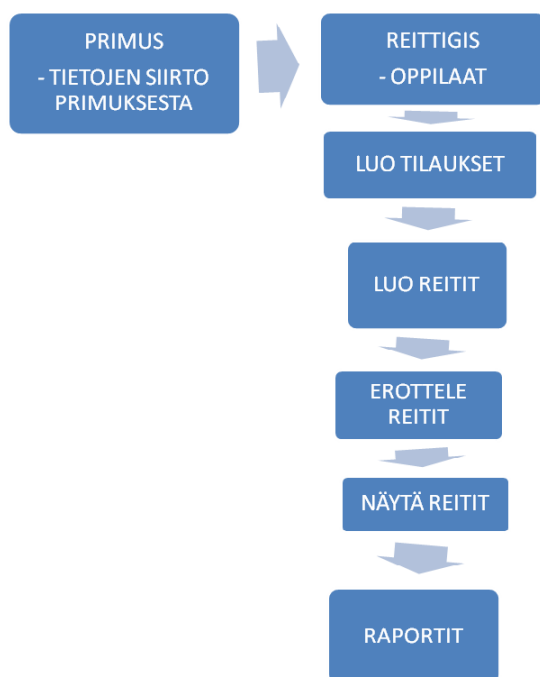 PRIMUS
- TIETOJEN SIIRTO
PRIMUKSESTA
REITTIGIS
- OPPILAAT
LUO TILAUKSET
LUO REITIT
EROTTELE
REITIT
NÄYTÄ REITIT
RAPORTIT